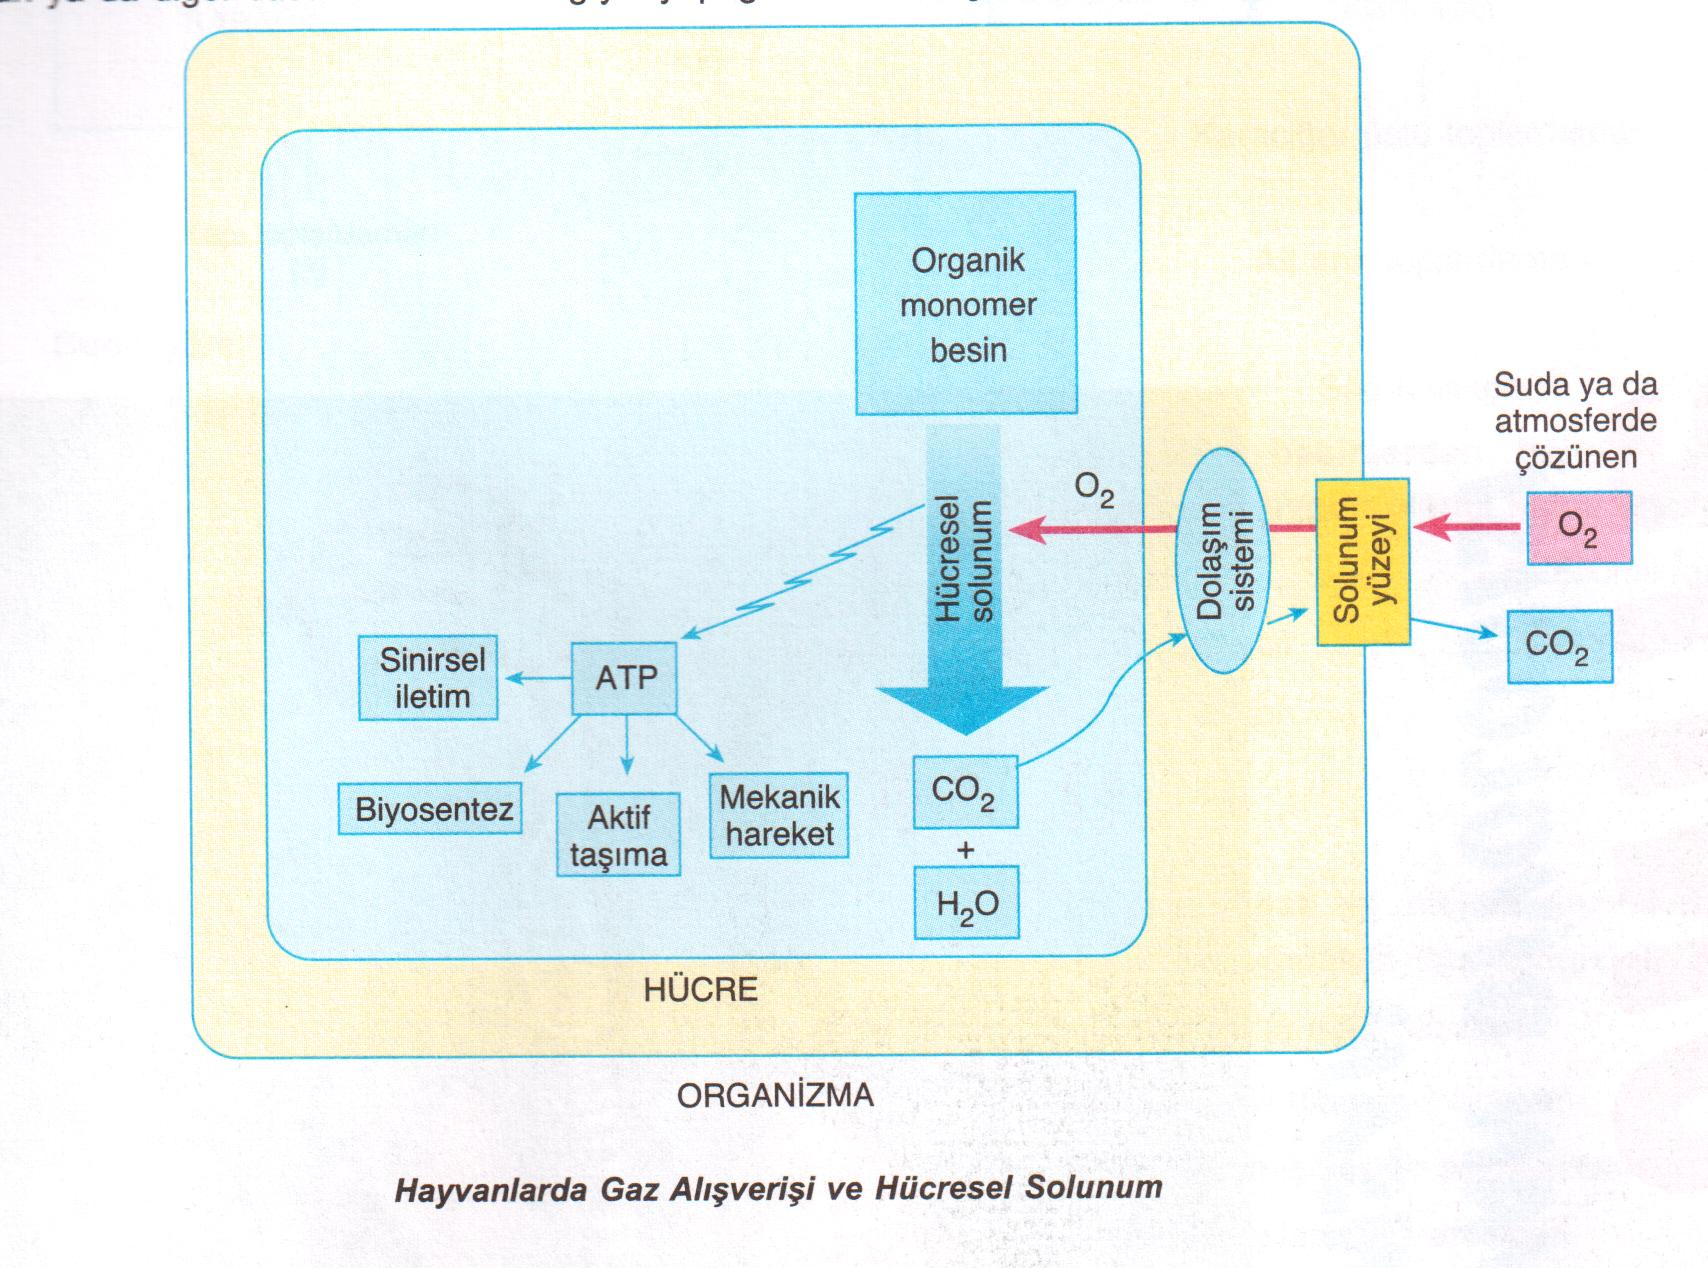 Organik
monomer
besin
Suda ya da
atmosferde
çözünen
O₂
O₂
Hücresel
solunum
Dolaşım
sistemi
Solunum
yüzeyi
CO₂
Sinirsel
iletim
ATP
Biyosentez
Aktif
taşıma
Mekanik
hareket
CO₂
+
H₂O
HÜCRE
ORGANİZMA
Hayvanlarda Gaz Alışverişi ve Hücresel Solunum